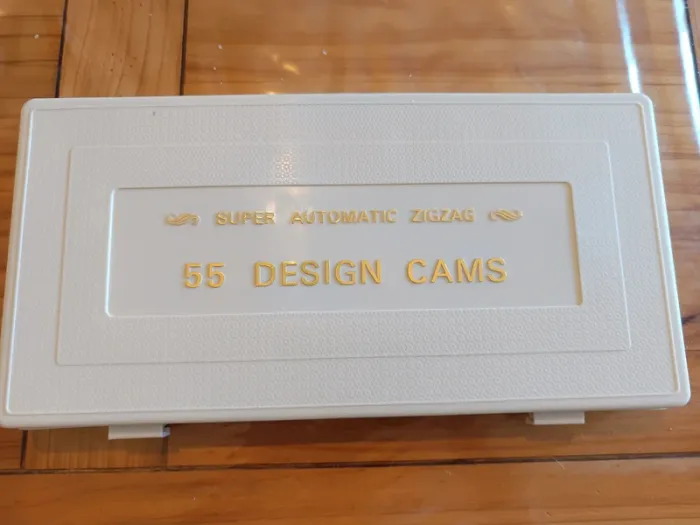 SUPER AUTOMATIC ZIGZAG
55 DESIGN CAMS